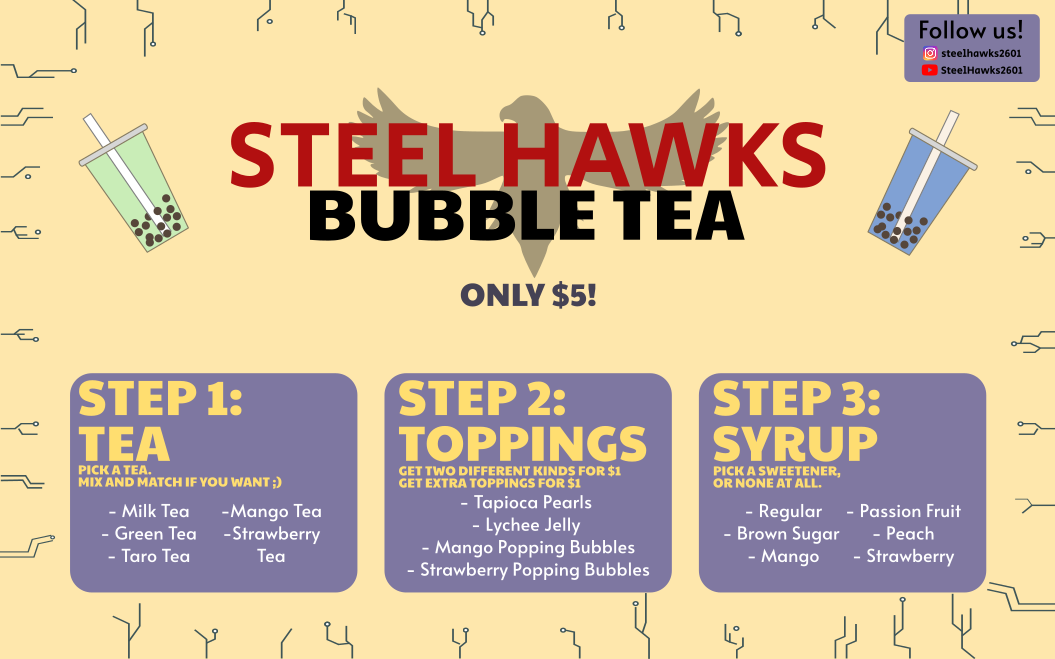 Follow us!
steelhawks2601
SteelHawks2601
STEEL HAWKS
BUBBLE TEA
ONLY $5!
STEP 1:
TEA
PICK A TEA.
MIX AND MATCH IF YOU WANT ;)
- Milk Tea
- Green Tea
- Taro Tea
-Mango Tea
-Strawberry
Tea
STEP 2:
TOPPINGS
GET TWO DIFFERENT KINDS FOR $1
GET EXTRA TOPPINGS FOR $1
- Tapioca Pearls
- Lychee Jelly
- Mango Popping Bubbles
- Strawberry Popping Bubbles
STEP 3:
SYRUP
PICK A SWEETENER,
OR NONE AT ALL.
- Regular
- Brown Sugar
- Mango
- Passion Fruit
- Peach
- Strawberry